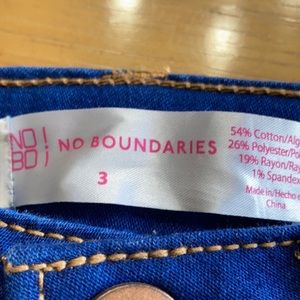 NO!
BO)
NO BOUNDARIES
3
54% Cotton/Alg
26% Polyester/Po
19% Rayon/Ray
1% Spandex
Made in/Hecho e
China